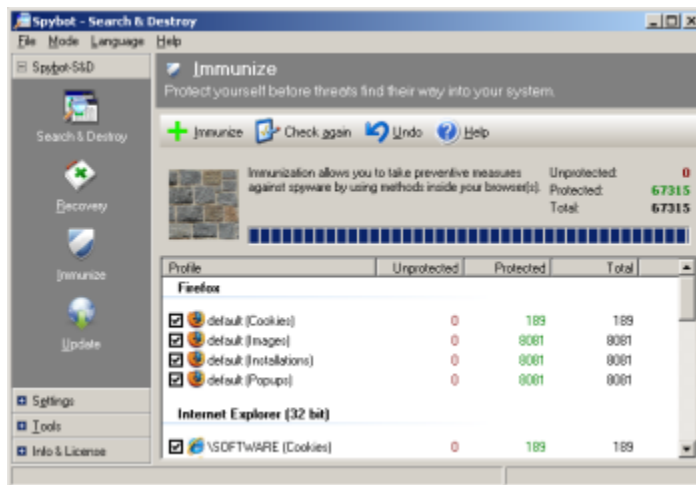 Spybot - Search & Destroy
File Mode Language Help
Spybot-S&D
Search & Destroy
Recovery
Immunize
Update
Settings
Tools
Info & License
Immunize
Protect yourself before threats find their way into your system.
Immunize Check again Undo Help
Immunization allows you to take preventive measures
against spyware by using methods inside your browser(s).
Unprotected: 0
Protected: 67315
Total: 67315
Profile Unprotected Protected Total
Firefox
default (Cookies) 0 189 189
default (Images) 0 8081 8081
default (Installations) 0 8081 8081
default (Popups) 0 8081 8081
Internet Explorer (32 bit)
\SOFTWARE (Cookies) 0 189 189